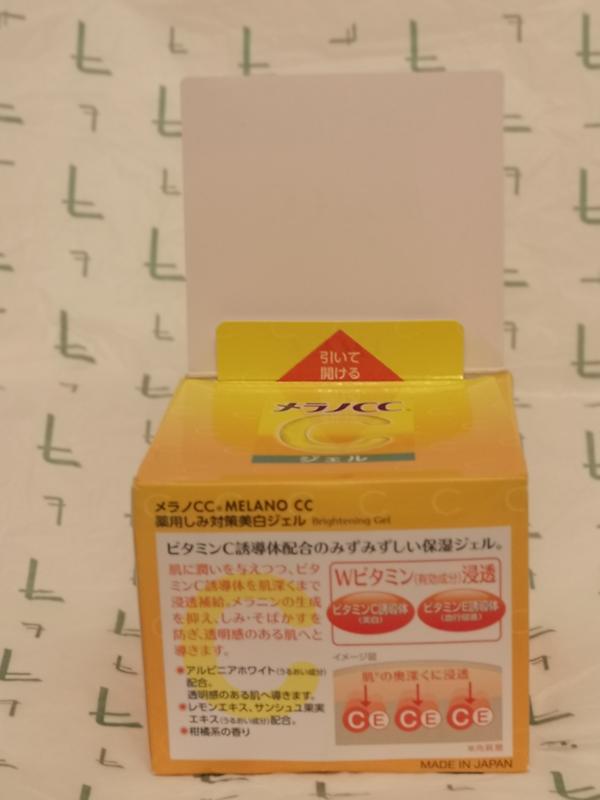 引いて
開ける
メラノCC
C
ジェル
メラノCC® MELANO CC
薬用しみ対策美白ジェル Brightening Gel
ビタミンC誘導体配合のみずみずしい保湿ジェル。
肌に潤いを与えつつ、ビタ
ミンC誘導体を肌深くまで
浸透補給。メラニンの生成
を抑え、しみ・そばかすを
防ぎ、透明感のある肌へと
導きます。
●アルピニアホワイト(うるおい成分)
配合。
透明感のある肌へ導きます。
●レモンエキス、サンシュユ果実
エキス(うるおい成分)配合。
●柑橘系の香り
Wビタミン(有効成分)浸透
ビタミンC誘導体
(美白)
ビタミンE誘導体
(血行促進)
イメージ図
肌※の奥深くに浸透
CE CE CE
※角質層
MADE IN JAPAN